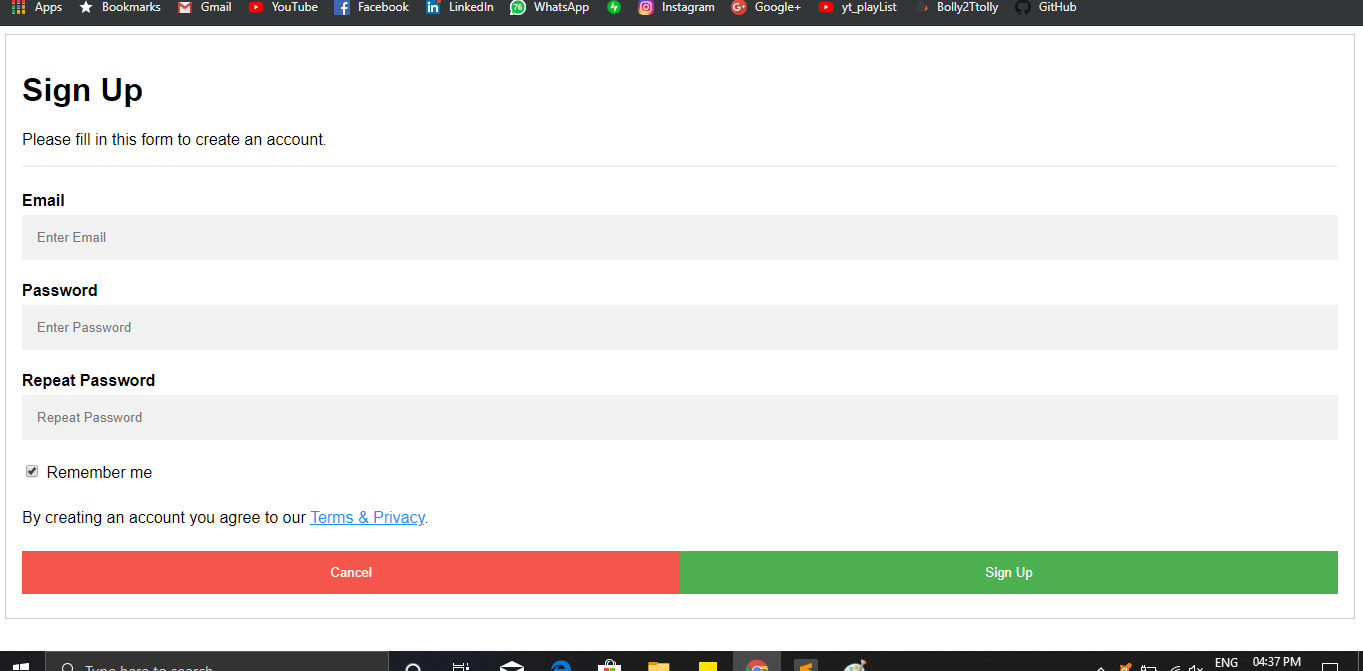 Apps Bookmarks Gmail YouTube Facebook in LinkedIn 76 WhatsApp Instagram G+ Google+ yt_playList Bolly2Ttolly GitHub
Sign Up
Please fill in this form to create an account.
Email
Enter Email
Password
Enter Password
Repeat Password
Repeat Password
Remember me
By creating an account you agree to our Terms & Privacy.
Cancel Sign Up
Type here to search ENG 04:37 PM